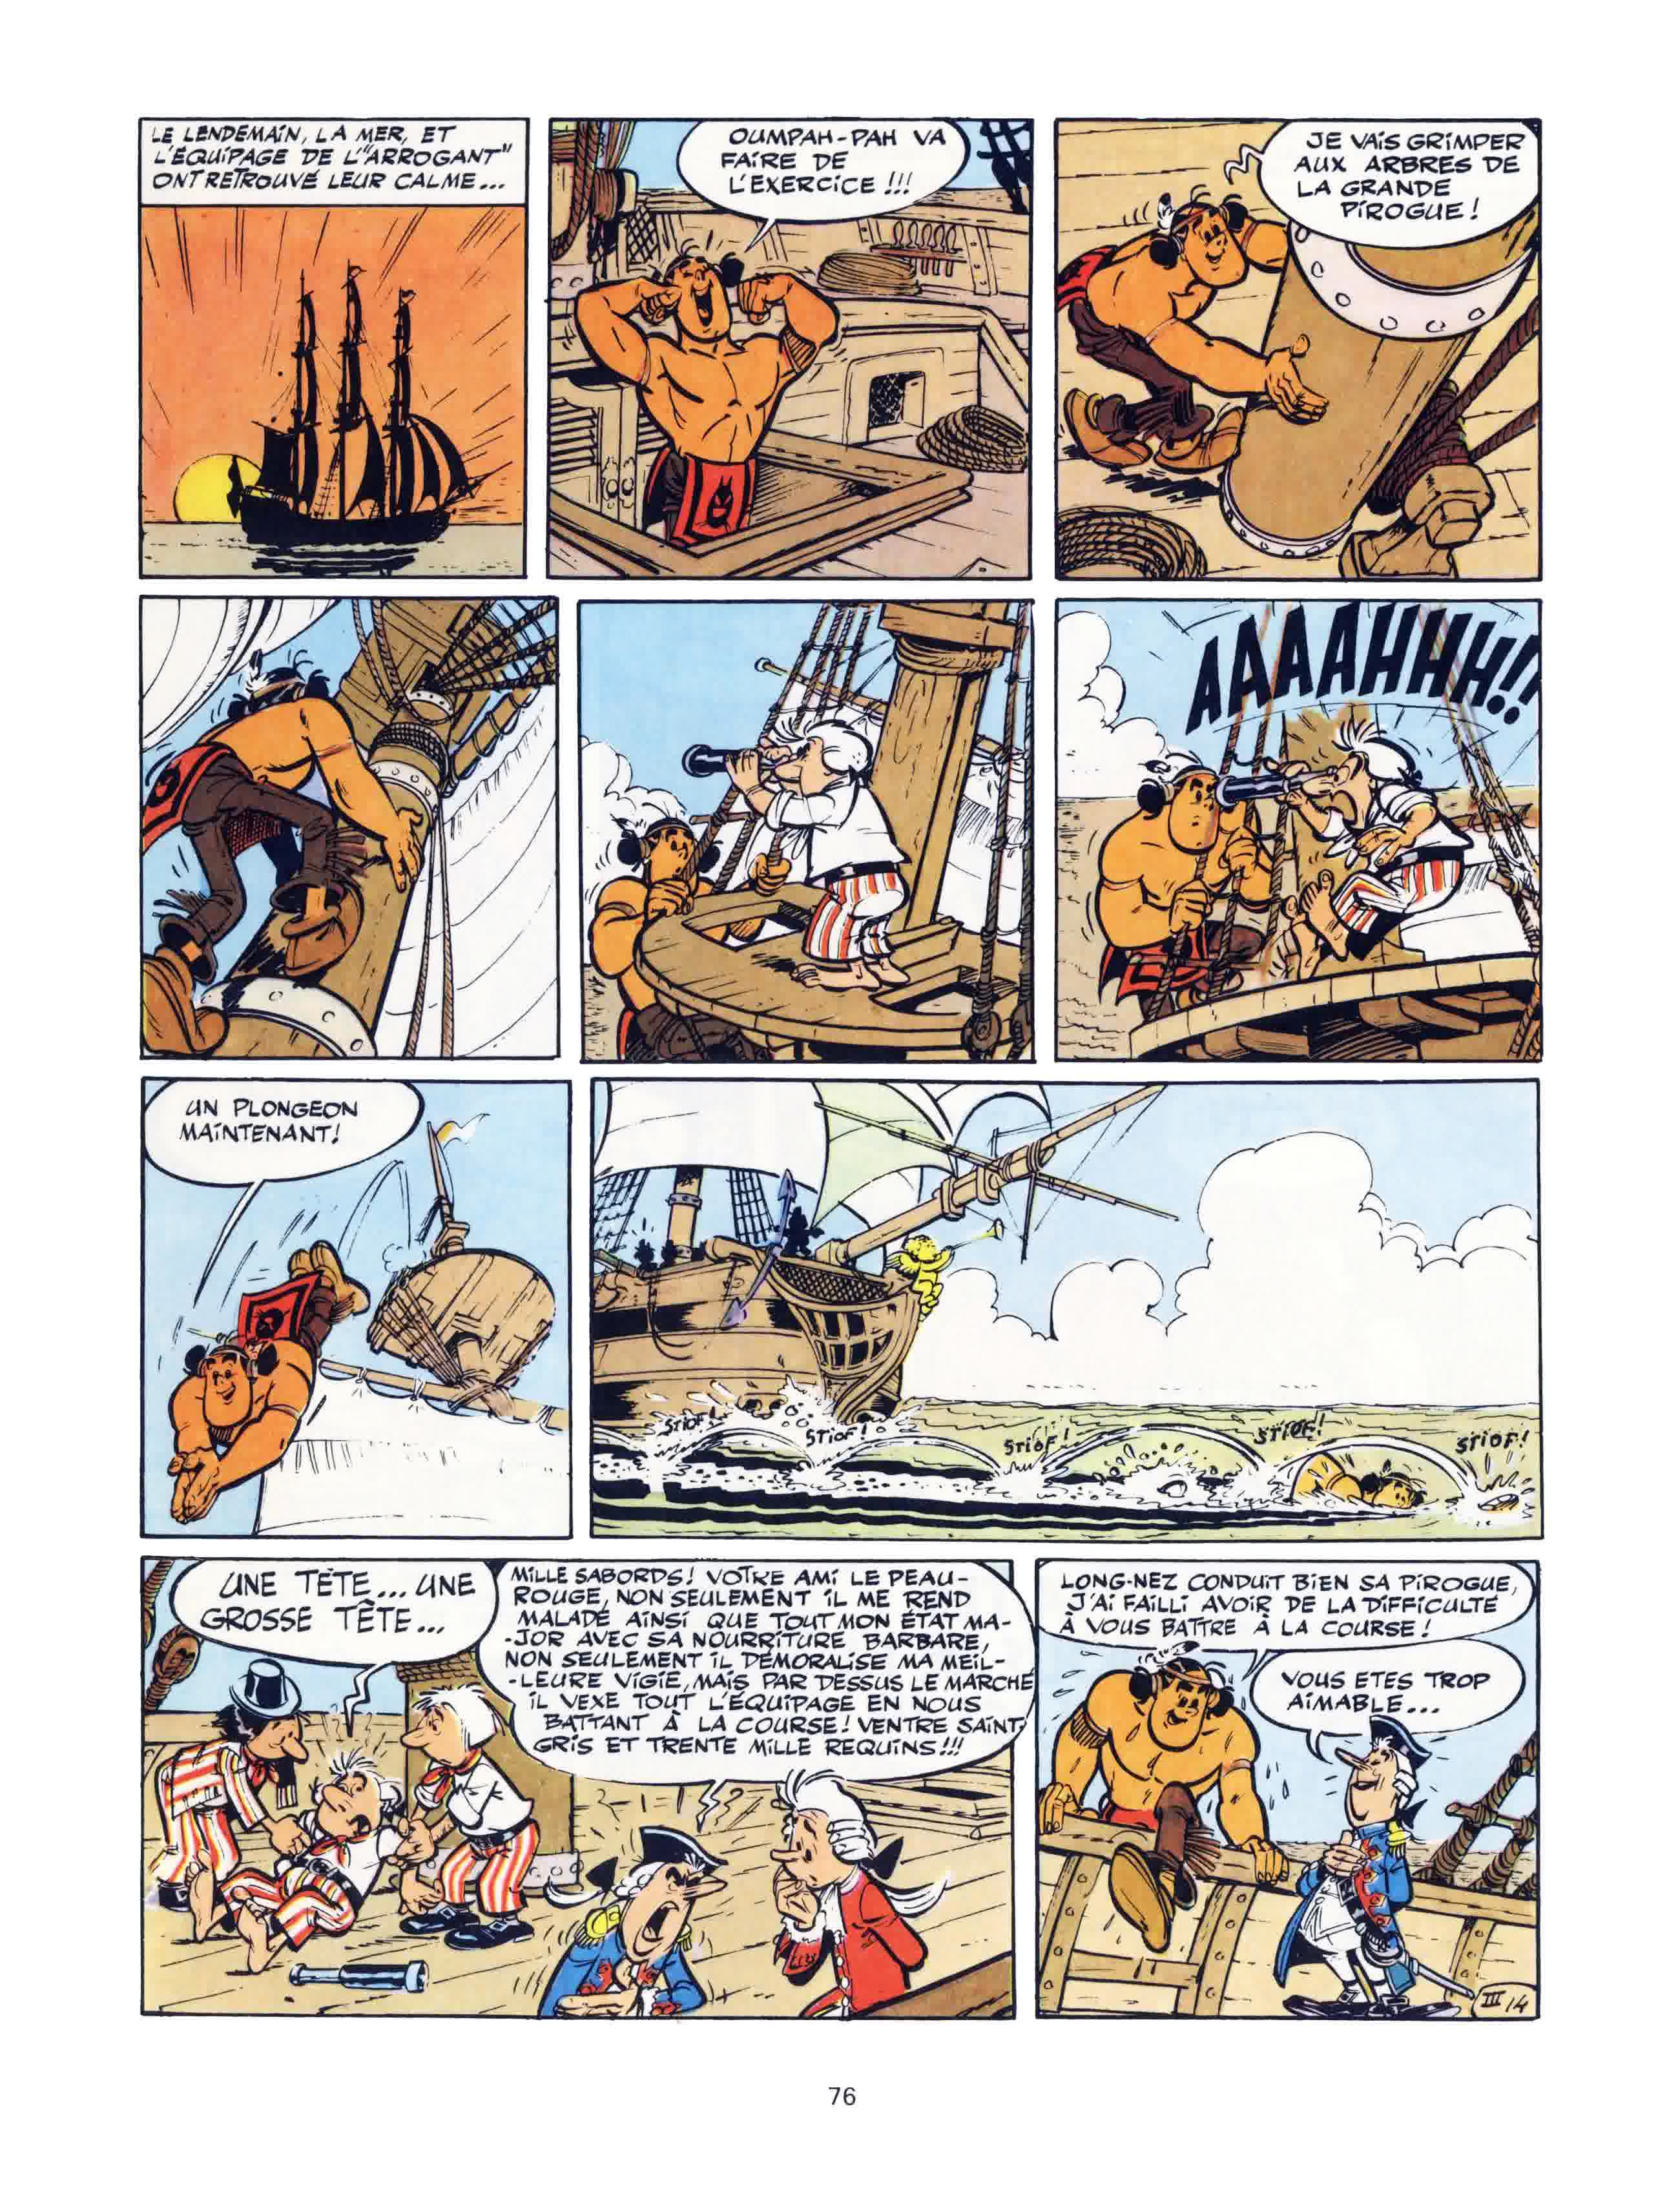 LE LENDEMAIN, LA MER, ET
L'ÉQUIPAGE DE L'"ARROGANT"
ONT RETROUVÉ LEUR CALME...
OUMPAH-PAH VA
FAIRE DE
L'EXERCICE !!!
JE VAIS GRIMPER
AUX ARBRES DE
LA GRANDE
PIROGUE !
AAAAHHH!!
UN PLONGEON
MAINTENANT!
STIOF!
STIOF!
STIOF!
STIOF!
STIOF!
UNE TÊTE... UNE
GROSSE TÊTE...
MILLE SABORDS! VOTRE AMI LE PEAU-
ROUGE, NON SEULEMENT IL ME REND
MALADE AINSI QUE TOUT MON ÉTAT MA-
-JOR AVEC SA NOURRITURE BARBARE,
NON SEULEMENT IL DÉMORALISE MA MEIL-
-LEURE VIGIE, MAIS PAR DESSUS LE MARCHÉ
IL VEXE TOUT L'ÉQUIPAGE EN NOUS
BATTANT À LA COURSE! VENTRE SAINT-
GRIS ET TRENTE MILLE REQUINS!!!
LONG-NEZ CONDUIT BIEN SA PIROGUE,
J'AI FAILLI AVOIR DE LA DIFFICULTÉ
À VOUS BATTRE À LA COURSE!
VOUS ETES TROP
AIMABLE...
III 14
76